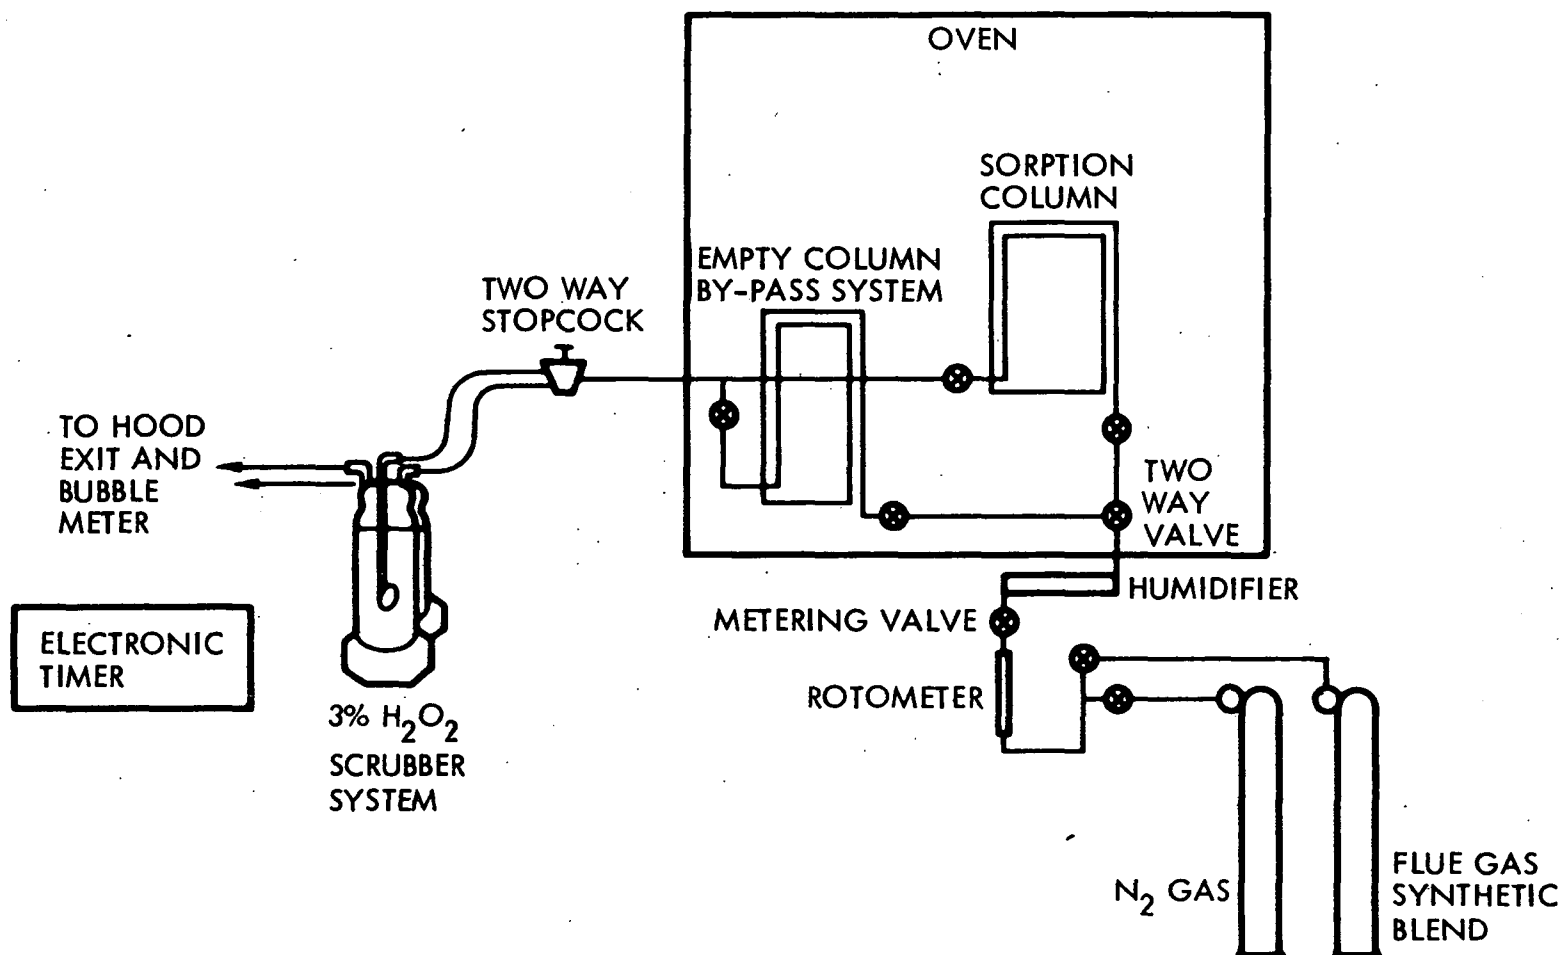 OVEN
SORPTION
COLUMN
EMPTY COLUMN
BY-PASS SYSTEM
TWO WAY
STOPCOCK
TO HOOD
EXIT AND
BUBBLE
METER
TWO
WAY
VALVE
HUMIDIFIER
METERING VALVE
ELECTRONIC
TIMER
ROTOMETER
3% H2O2
SCRUBBER
SYSTEM
N2 GAS
FLUE GAS
SYNTHETIC
BLEND